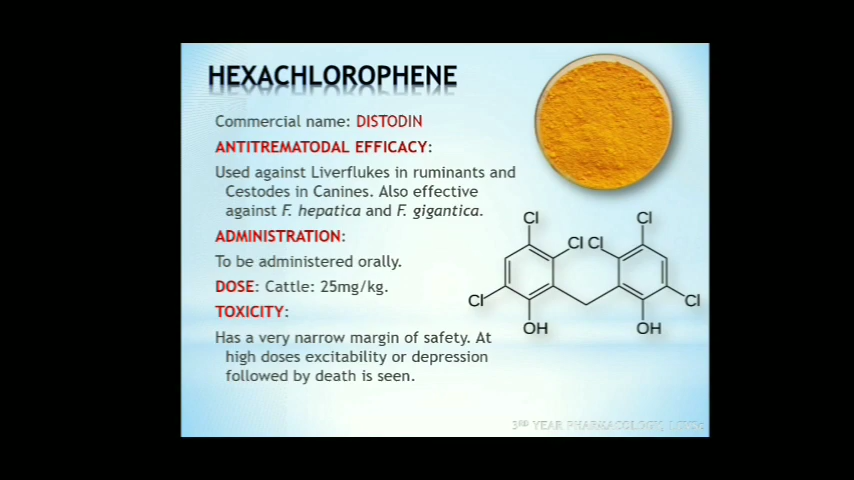 HEXACHLOROPHENE
Commercial name: DISTODIN
ANTITREMATODAL EFFICACY:
Used against Liverflukes in ruminants and
Cestodes in Canines. Also effective
against F. hepatica and F. gigantica.
ADMINISTRATION:
To be administered orally.
DOSE: Cattle: 25mg/kg.
TOXICITY:
Has a very narrow margin of safety. At
high doses excitability or depression
followed by death is seen.
Cl Cl
Cl Cl
Cl Cl
OH OH
3RD YEAR PHARMACOLOGY,